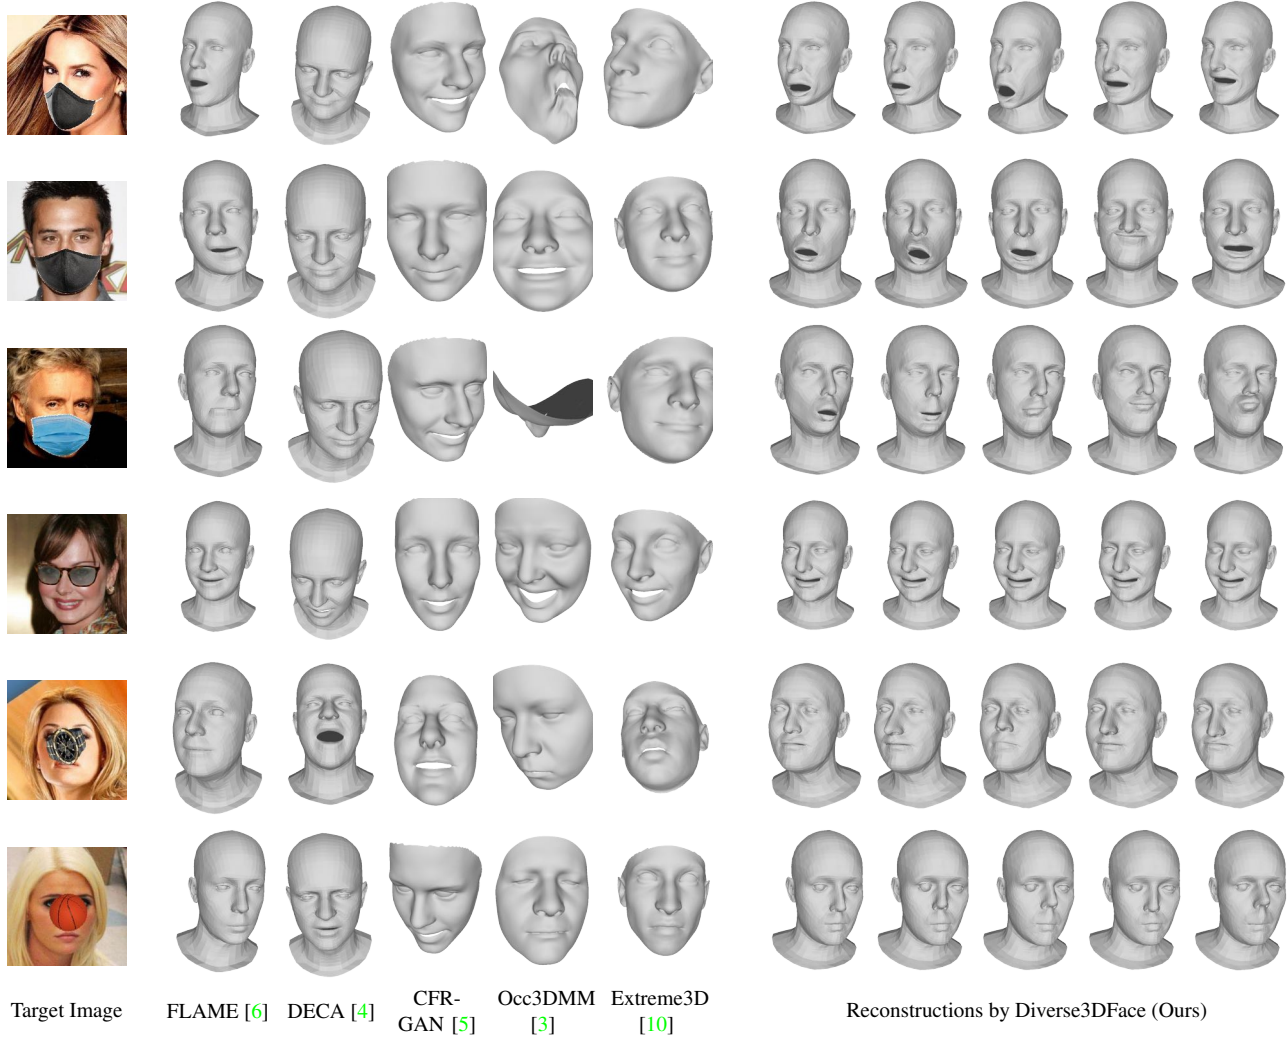 Target Image
FLAME [6]
DECA [4]
CFR-
GAN [5]
Occ3DMM
[3]
Extreme3D
[10]
Reconstructions by Diverse3DFace (Ours)